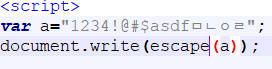 <script>
var a="1234!@#$asdfㅁㄴㅇㄹ";
document.write(escape(a));